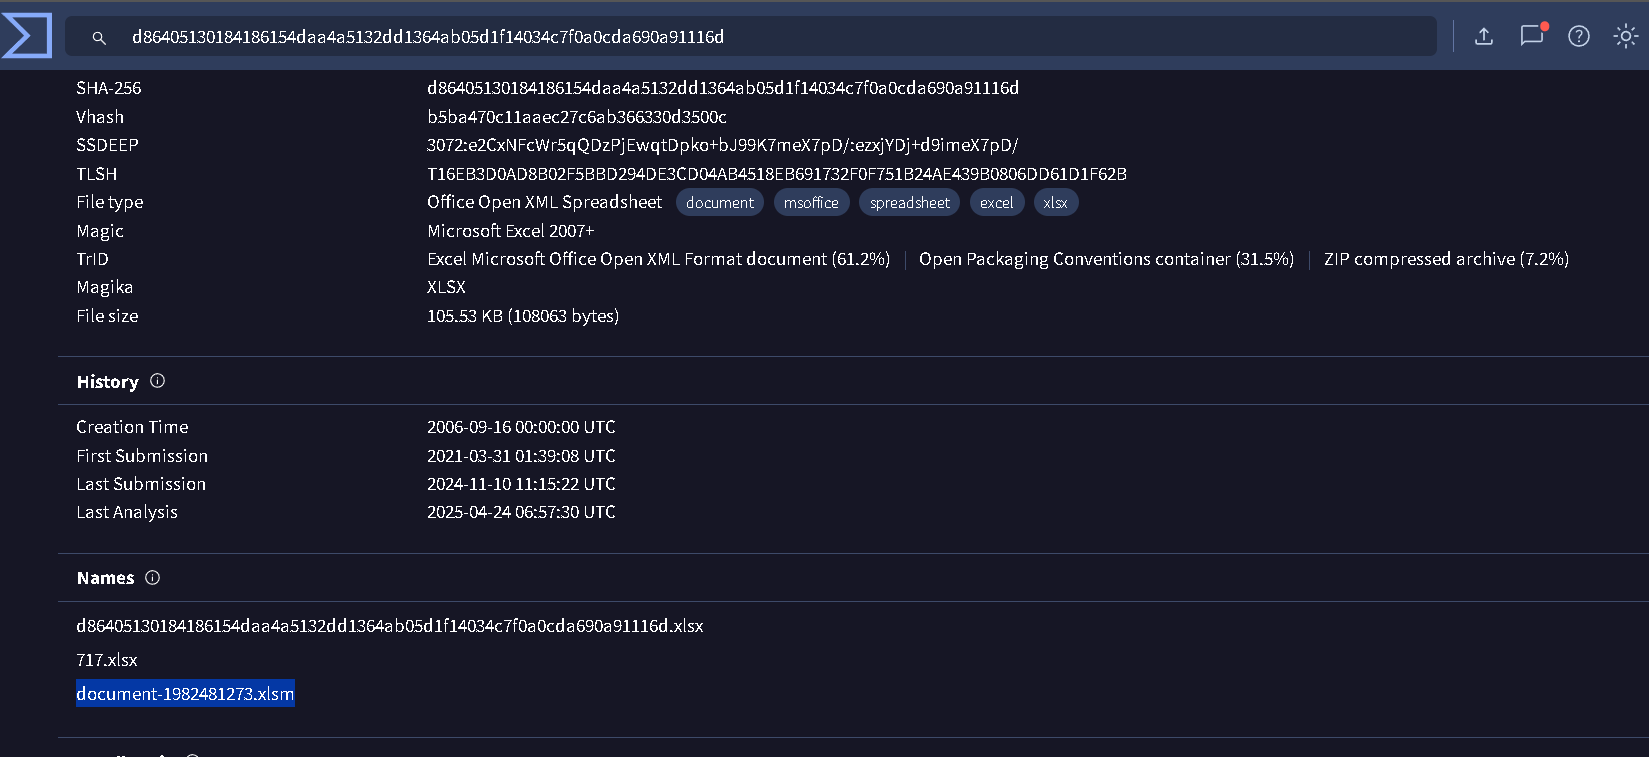 d86405130184186154daa4a5132dd1364ab05d1f14034c7f0a0cda690a91116d
SHA-256 d86405130184186154daa4a5132dd1364ab05d1f14034c7f0a0cda690a91116d
Vhash b5ba470c11aaec27c6ab366330d3500c
SSDEEP 3072:e2CxNFcWr5qQDzPjEwqtDpko+bJ99K7meX7pD/:ezxjYDj+d9imeX7pD/
TLSH T16EB3D0AD8B02F5BBD294DE3CD04AB4518EB691732F0F751B24AE439B0806DD61D1F62B
File type Office Open XML Spreadsheet document msoffice spreadsheet excel xlsx
Magic Microsoft Excel 2007+
TrID Excel Microsoft Office Open XML Format document (61.2%) | Open Packaging Conventions container (31.5%) | ZIP compressed archive (7.2%)
Magika XLSX
File size 105.53 KB (108063 bytes)
History
Creation Time 2006-09-16 00:00:00 UTC
First Submission 2021-03-31 01:39:08 UTC
Last Submission 2024-11-10 11:15:22 UTC
Last Analysis 2025-04-24 06:57:30 UTC
Names
d86405130184186154daa4a5132dd1364ab05d1f14034c7f0a0cda690a91116d.xlsx
717.xlsx
document-1982481273.xlsm